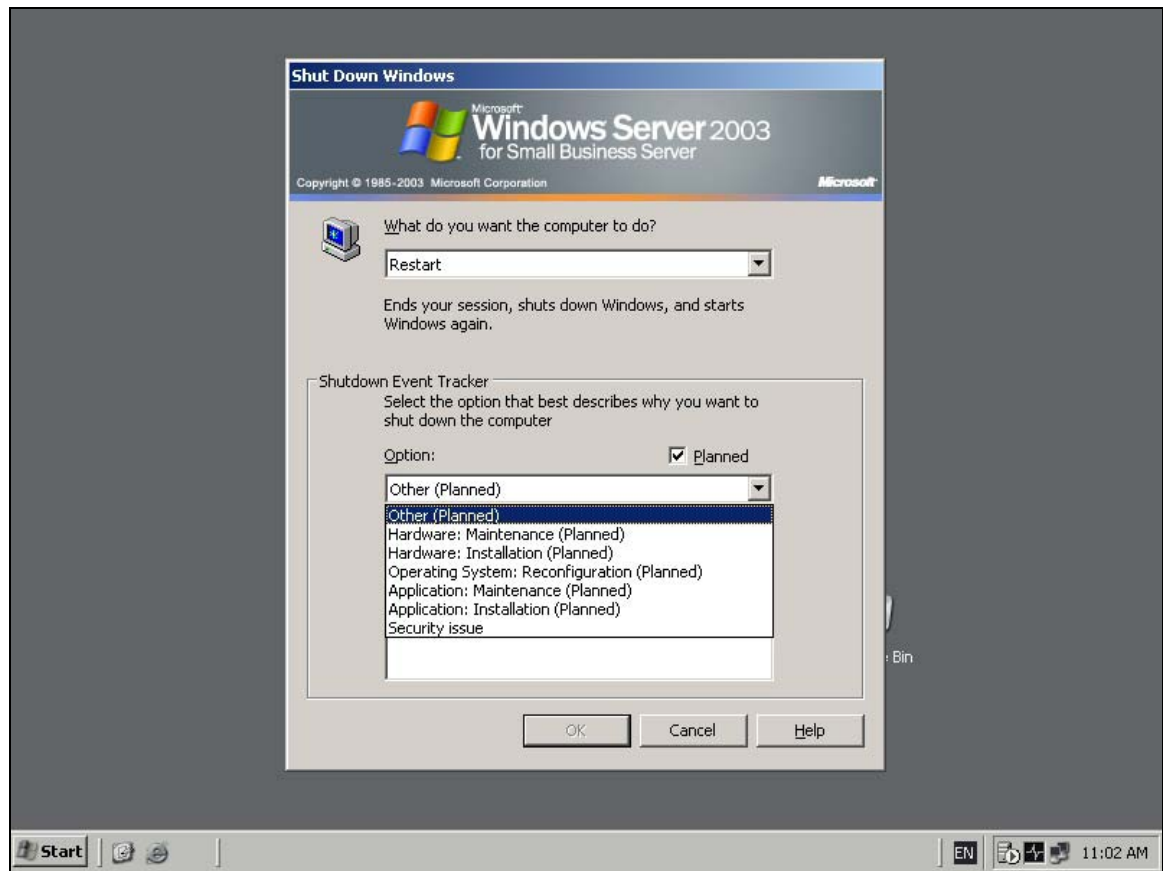 Shut Down Windows
Microsoft
Windows Server 2003
for Small Business Server
Copyright © 1985-2003 Microsoft Corporation
Microsoft
What do you want the computer to do?
Restart
Ends your session, shuts down Windows, and starts
Windows again.
Shutdown Event Tracker
Select the option that best describes why you want to
shut down the computer
Option:
Planned
Other (Planned)
Other (Planned)
Hardware: Maintenance (Planned)
Hardware: Installation (Planned)
Operating System: Reconfiguration (Planned)
Application: Maintenance (Planned)
Application: Installation (Planned)
Security issue
Bin
OK
Cancel
Help
Start
EN
11:02 AM